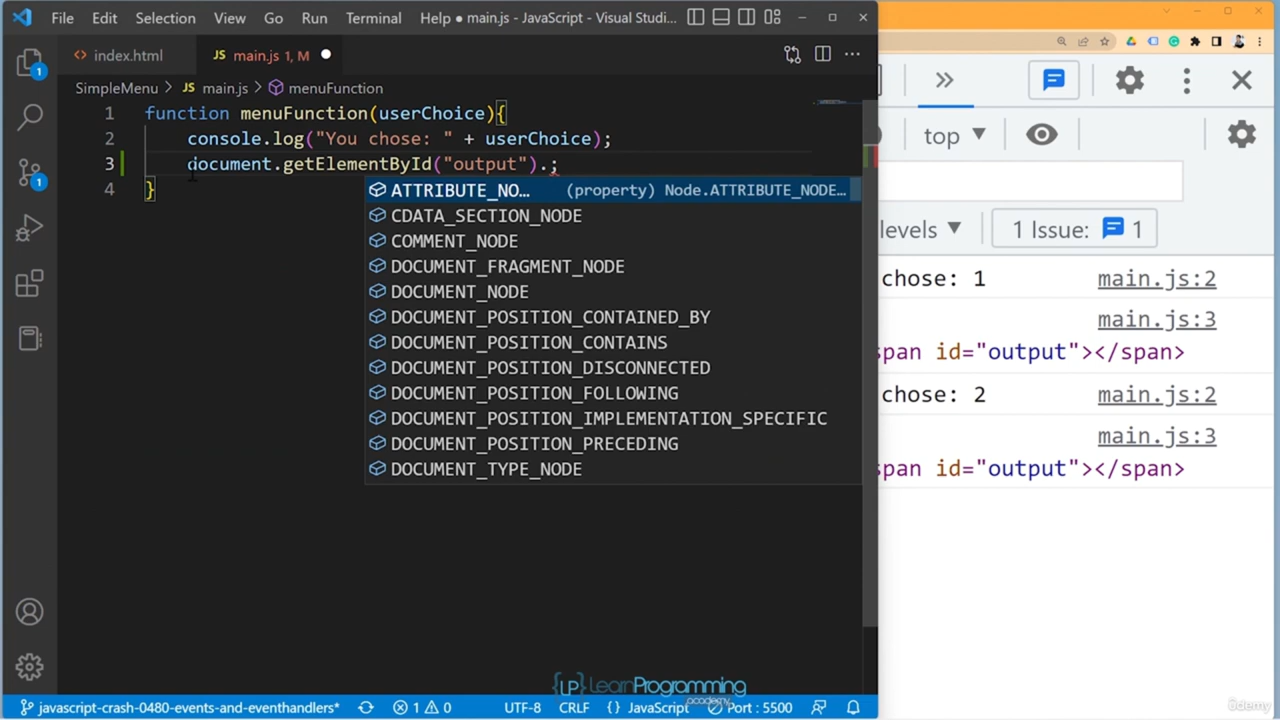 File Edit Selection View Go Run Terminal Help ● main.js - JavaScript - Visual Studi...
<> index.html JS main.js 1, M ●
SimpleMenu > JS main.js > menuFunction
1 function menuFunction(userChoice){
2 console.log("You chose: " + userChoice);
3 document.getElementById("output").;
4 }
ATTRIBUTE_NO... (property) Node.ATTRIBUTE_NODE...
CDATA_SECTION_NODE
COMMENT_NODE
DOCUMENT_FRAGMENT_NODE
DOCUMENT_NODE
DOCUMENT_POSITION_CONTAINED_BY
DOCUMENT_POSITION_CONTAINS
DOCUMENT_POSITION_DISCONNECTED
DOCUMENT_POSITION_FOLLOWING
DOCUMENT_POSITION_IMPLEMENTATION_SPECIFIC
DOCUMENT_POSITION_PRECEDING
DOCUMENT_TYPE_NODE
1
1
{LP} LearnProgramming
academy
javascript-crash-0480-events-and-eventhandlers* 1 0 UTF-8 CRLF {} JavaScript Port : 5500
top
levels 1 Issue: 1
chose: 1 main.js:2
main.js:3
span id="output"></span>
chose: 2 main.js:2
main.js:3
span id="output"></span>
ûdemy